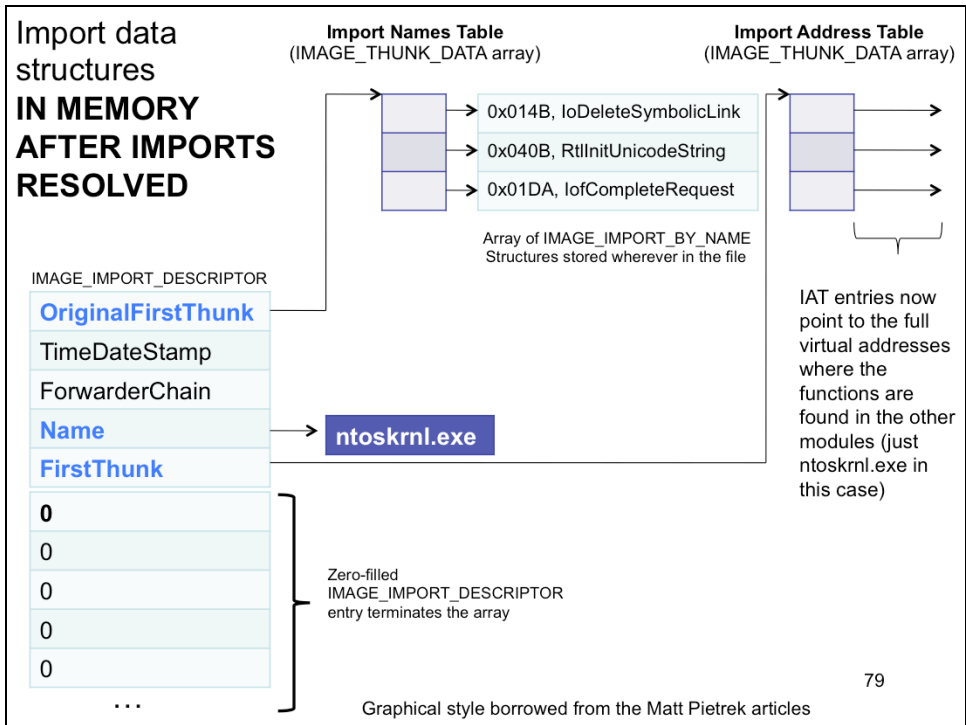 Import data
structures
IN MEMORY
AFTER IMPORTS
RESOLVED
Import Names Table
(IMAGE_THUNK_DATA array)
Import Address Table
(IMAGE_THUNK_DATA array)
0x014B, IoDeleteSymbolicLink
0x040B, RtlInitUnicodeString
0x01DA, IofCompleteRequest
Array of IMAGE_IMPORT_BY_NAME
Structures stored wherever in the file
IMAGE_IMPORT_DESCRIPTOR
OriginalFirstThunk
TimeDateStamp
ForwarderChain
Name
FirstThunk
ntoskrnl.exe
IAT entries now
point to the full
virtual addresses
where the
functions are
found in the other
modules (just
ntoskrnl.exe in
this case)
0
0
0
0
0
...
Zero-filled
IMAGE_IMPORT_DESCRIPTOR
entry terminates the array
79
Graphical style borrowed from the Matt Pietrek articles